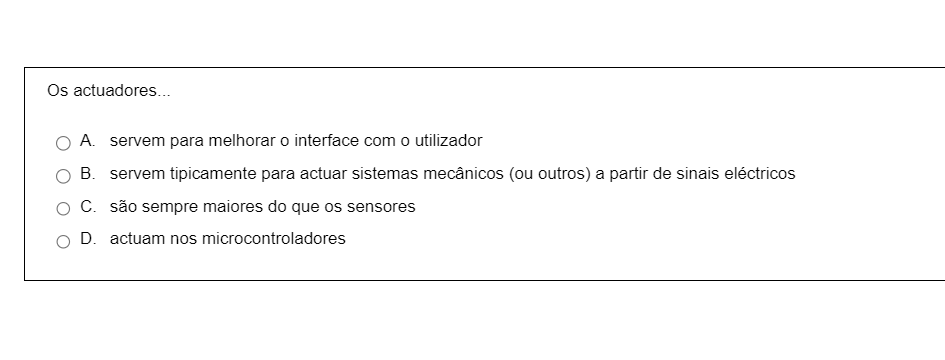 Os actuadores...
A. servem para melhorar o interface com o utilizador
B. servem tipicamente para actuar sistemas mecânicos (ou outros) a partir de sinais eléctricos
C. são sempre maiores do que os sensores
D. actuam nos microcontroladores